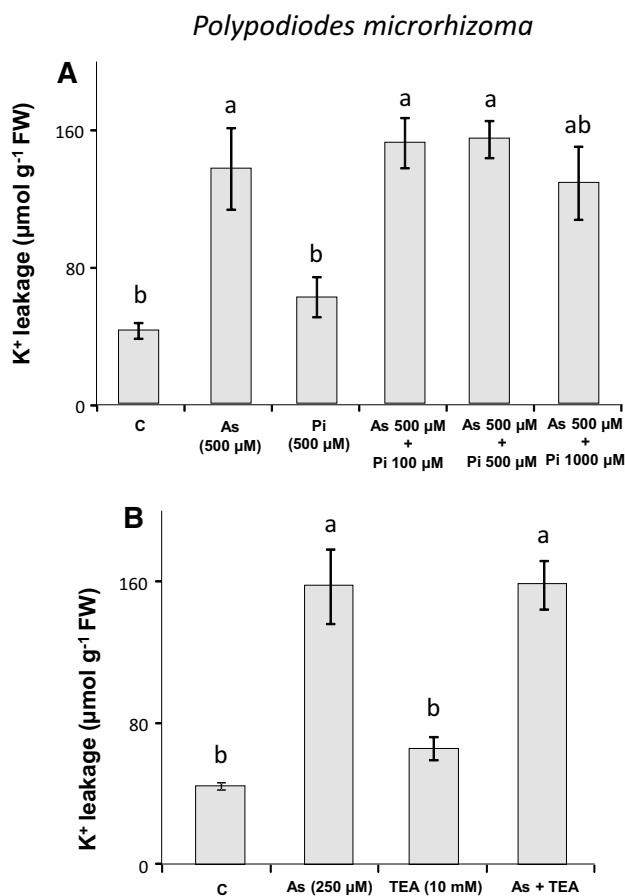 Polypodiodes microrhizoma
A
K⁺ leakage (µmol g⁻¹ FW)
160
80
0
a
a
a
ab
b
b
C
As
(500 µM)
Pi
(500 µM)
As 500 µM
+
Pi 100 µM
As 500 µM
+
Pi 500 µM
As 500 µM
+
Pi 1000 µM
B
K⁺ leakage (µmol g⁻¹ FW)
160
80
0
a
a
b
b
C
As (250 µM)
TEA (10 mM)
As + TEA